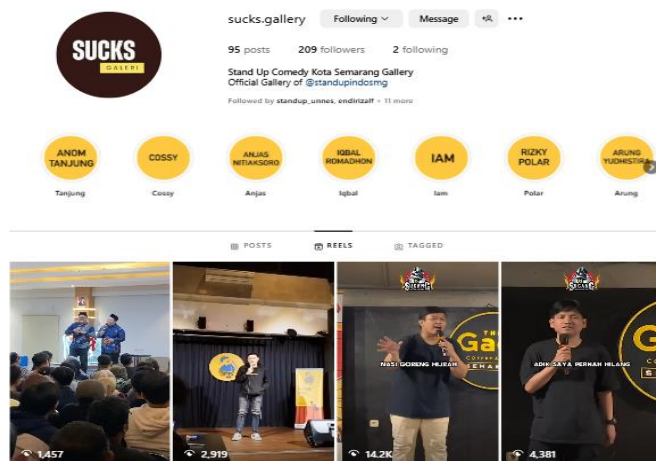 SUCKS
GALERI
sucks.gallery Following Message
95 posts 209 followers 2 following
Stand Up Comedy Kota Semarang Gallery
Official Gallery of @standupindosmg
Followed by standup_unnes, endirizalf + 11 more
ANOM TANJUNG
COSSY
ANJAS NITIAKSORO
IQBAL ROMADHON
IAM
RIZKY POLAR
ARUNG YUDHISTIRA
Tanjung Cossy Anjas Iqbal Iam Polar Arung
POSTS REELS TAGGED
NASI GORENG HIJRAH
ADIK SAYA PERNAH HILANG
1,457 2,919 14.2K 4,381